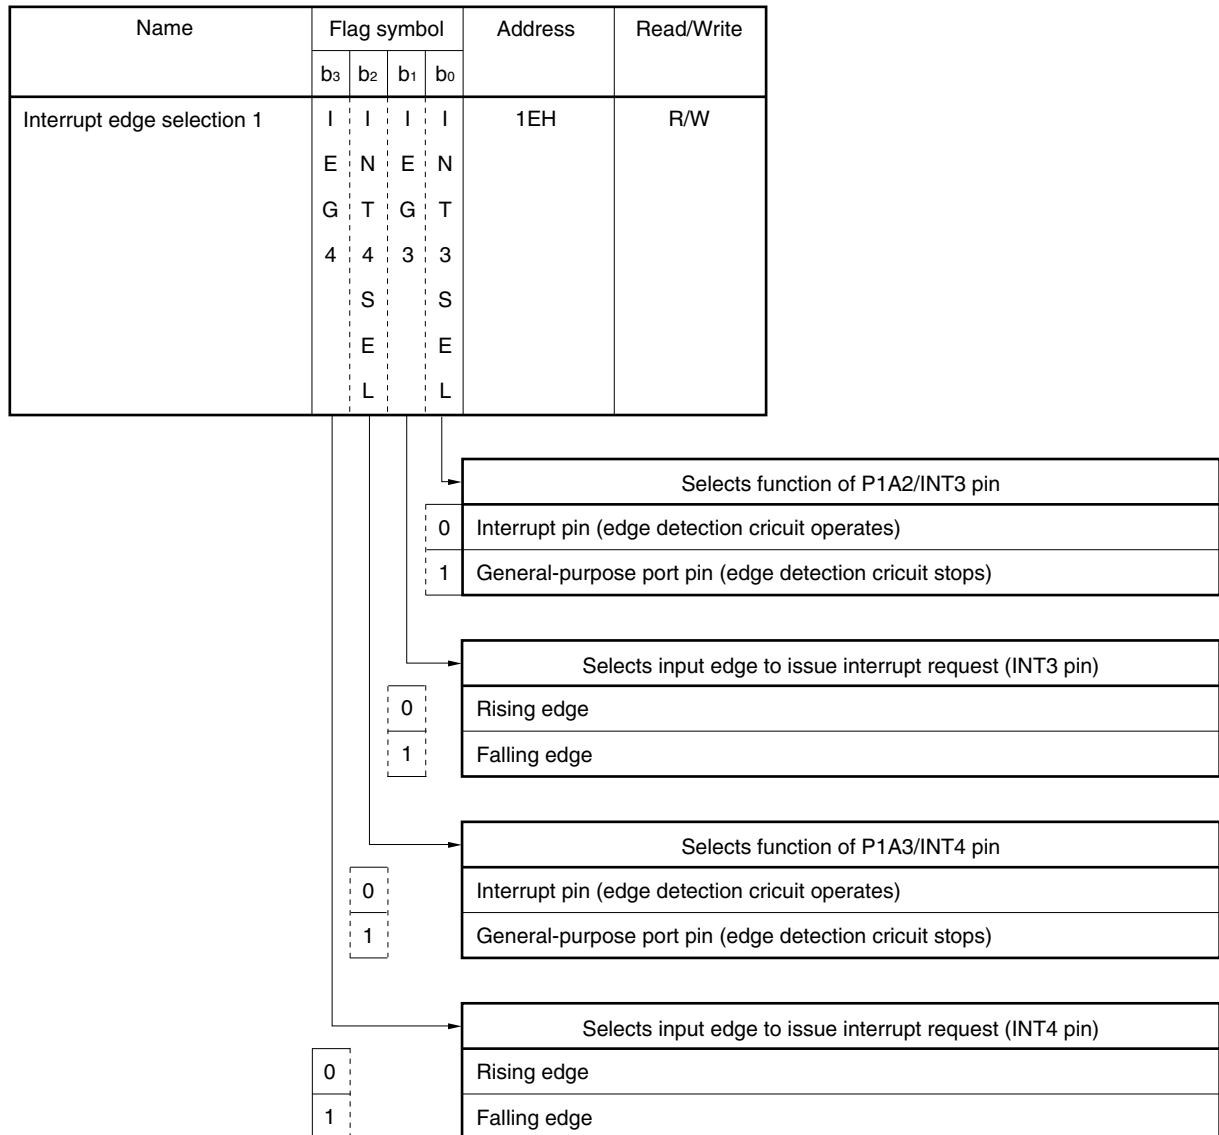 Name Flag symbol Address Read/Write
b3 b2 b1 b0
Interrupt edge selection 1 I I I I 1EH R/W
E N E N
G T G T
4 4 3 3
S S
E E
L L
Selects function of P1A2/INT3 pin
0 Interrupt pin (edge detection cricuit operates)
1 General-purpose port pin (edge detection cricuit stops)
Selects input edge to issue interrupt request (INT3 pin)
0 Rising edge
1 Falling edge
Selects function of P1A3/INT4 pin
0 Interrupt pin (edge detection cricuit operates)
1 General-purpose port pin (edge detection cricuit stops)
Selects input edge to issue interrupt request (INT4 pin)
0 Rising edge
1 Falling edge